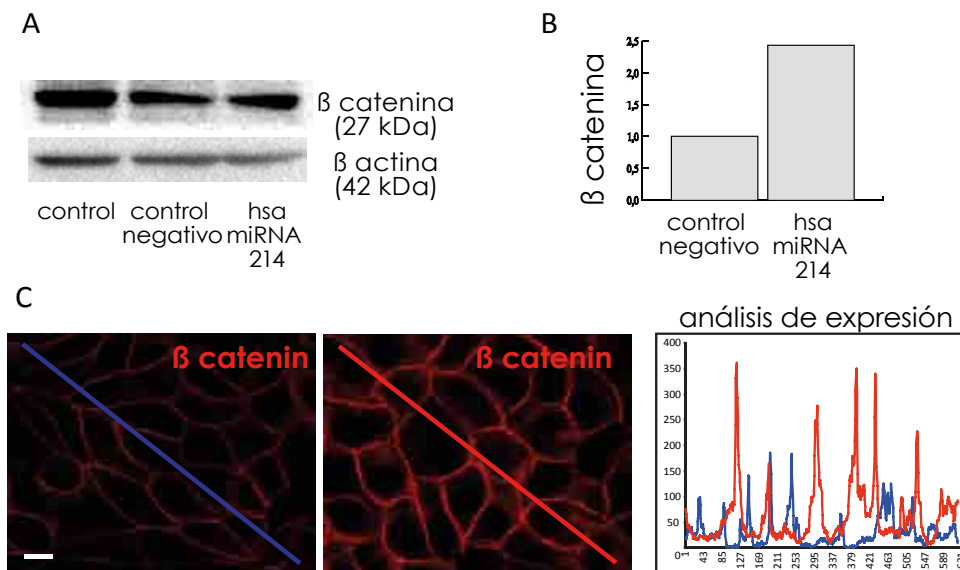 A
ß catenina
(27 kDa)
ß actina
(42 kDa)
control
control
negativo
hsa
miRNA
214
B
ß catenina
2,5
2,0
1,5
1,0
0,5
0,0
control
negativo
hsa
miRNA
214
C
ß catenin
ß catenin
análisis de expresión
400
350
300
250
200
150
100
50
0
1
43
85
127
169
211
253
295
337
379
421
463
505
547
589